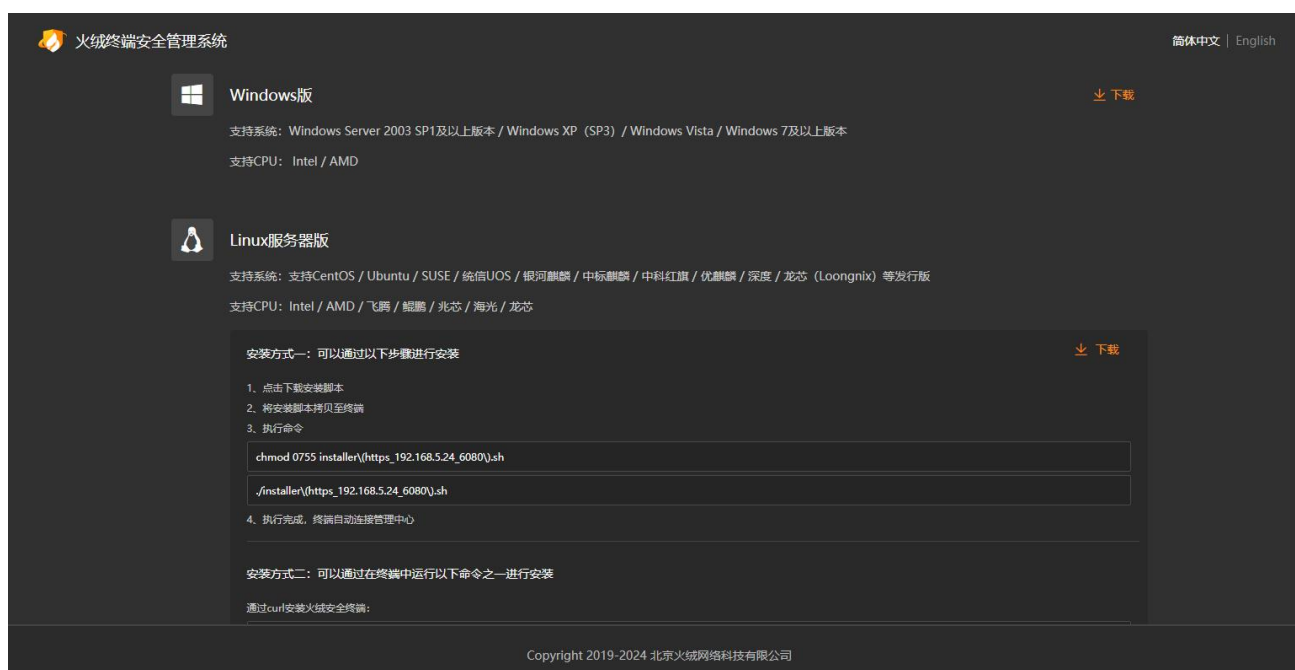 火绒终端安全管理系统
简体中文 | English
Windows版
下载
支持系统：Windows Server 2003 SP1及以上版本 / Windows XP（SP3）/ Windows Vista / Windows 7及以上版本
支持CPU： Intel / AMD
Linux服务器版
支持系统：支持CentOS / Ubuntu / SUSE / 统信UOS / 银河麒麟 / 中标麒麟 / 中科红旗 / 优麒麟 / 深度 / 龙芯（Loongnix）等发行版
支持CPU：Intel / AMD / 飞腾 / 鲲鹏 / 兆芯 / 海光 / 龙芯
安装方式一：可以通过以下步骤进行安装
下载
1、点击下载安装脚本
2、将安装脚本拷贝至终端
3、执行命令
chmod 0755 installer\(https_192.168.5.24_6080\).sh
./installer\(https_192.168.5.24_6080\).sh
4、执行完成，终端自动连接管理中心
安装方式二：可以通过在终端中运行以下命令之一进行安装
通过curl安装火绒安全终端：
Copyright 2019-2024 北京火绒网络科技有限公司